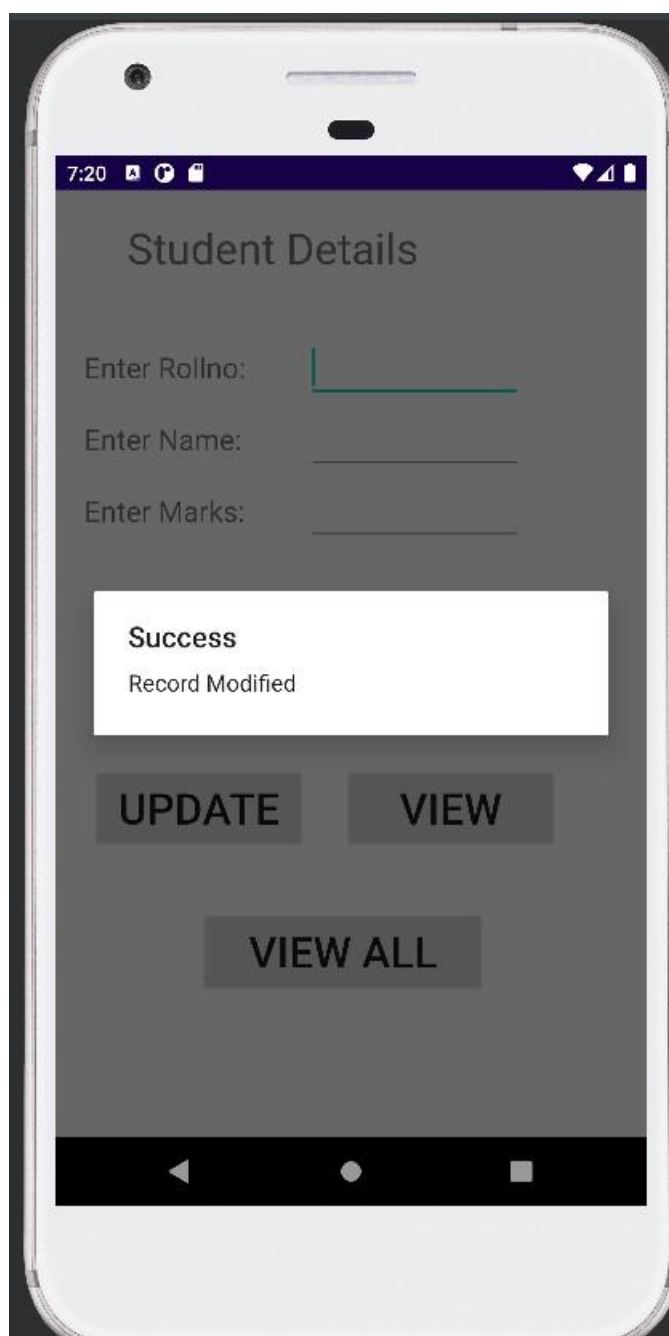 7:20
Student Details
Enter Rollno:
Enter Name:
Enter Marks:
Success
Record Modified
UPDATE VIEW
VIEW ALL